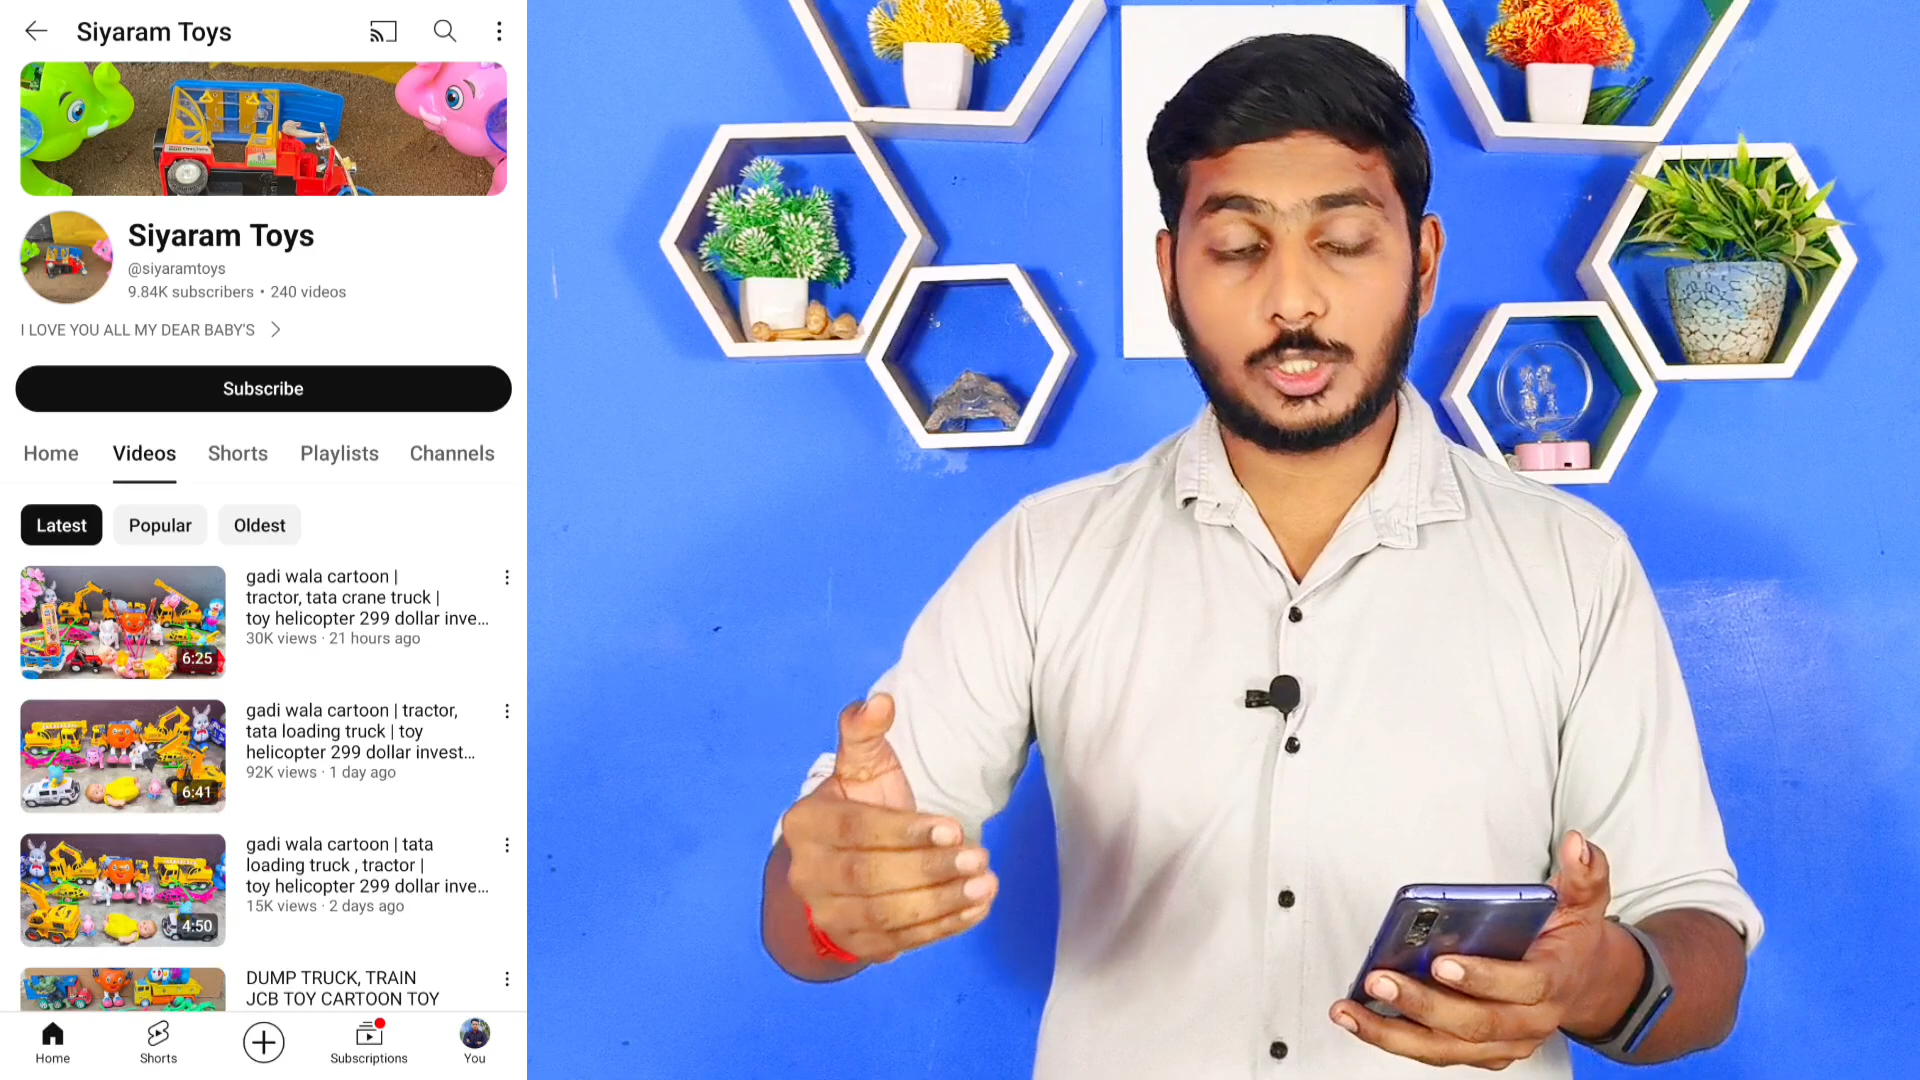 Siyaram Toys
Siyaram Toys
@siyaramtoys
9.84K subscribers • 240 videos
I LOVE YOU ALL MY DEAR BABY'S
Subscribe
Home Videos Shorts Playlists Channels
Latest Popular Oldest
gadi wala cartoon |
tractor, tata crane truck |
toy helicopter 299 dollar inve...
30K views · 21 hours ago
6:25
gadi wala cartoon | tractor,
tata loading truck | toy
helicopter 299 dollar invest...
92K views · 1 day ago
6:41
gadi wala cartoon | tata
loading truck , tractor |
toy helicopter 299 dollar inve...
15K views · 2 days ago
4:50
DUMP TRUCK, TRAIN
JCB TOY CARTOON TOY
Home Shorts Subscriptions You